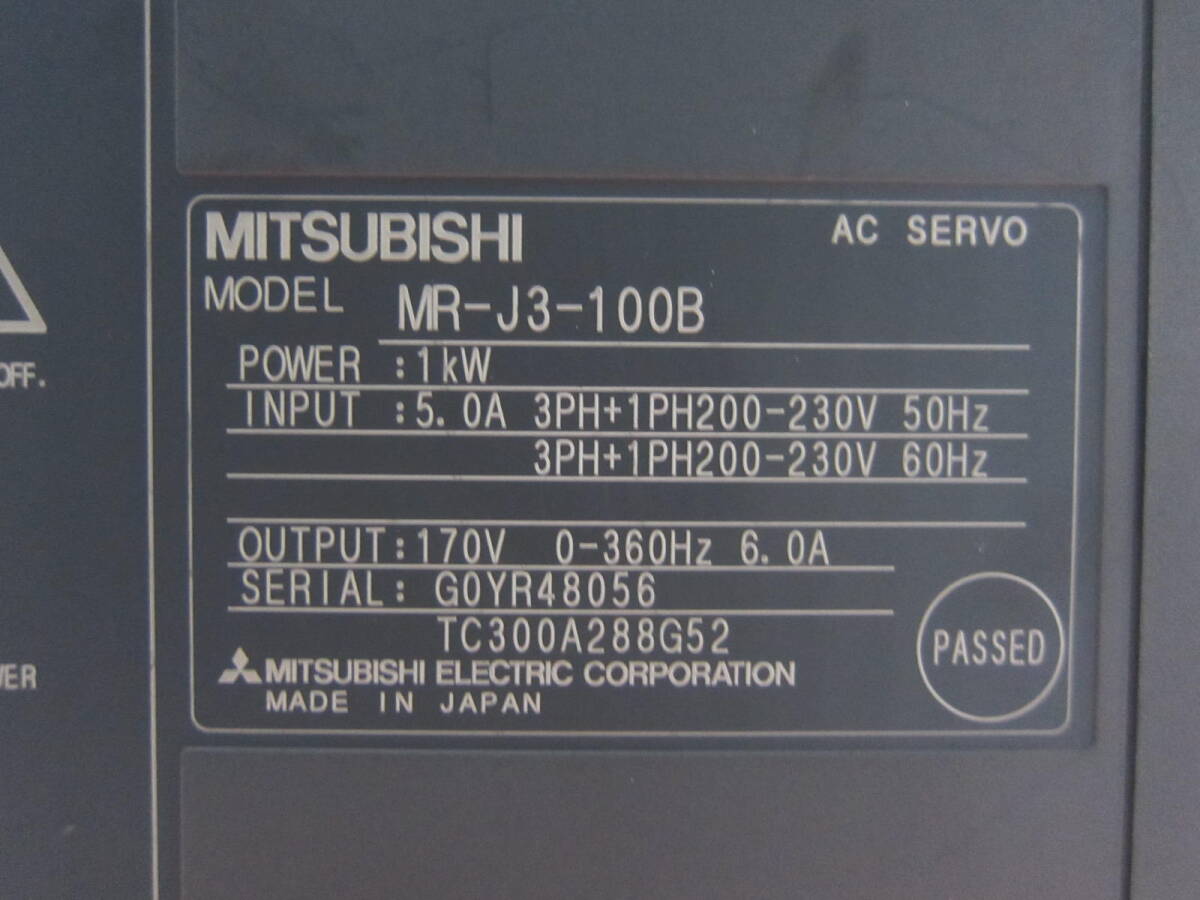 MITSUBISHI AC SERVO
MODEL MR-J3-100B
POWER :1kW
INPUT :5.0A 3PH+1PH200-230V 50Hz
3PH+1PH200-230V 60Hz
OUTPUT:170V 0-360Hz 6.0A
SERIAL: G0YR48056
TC300A288G52
PASSED
MITSUBISHI ELECTRIC CORPORATION
MADE IN JAPAN
OFF.